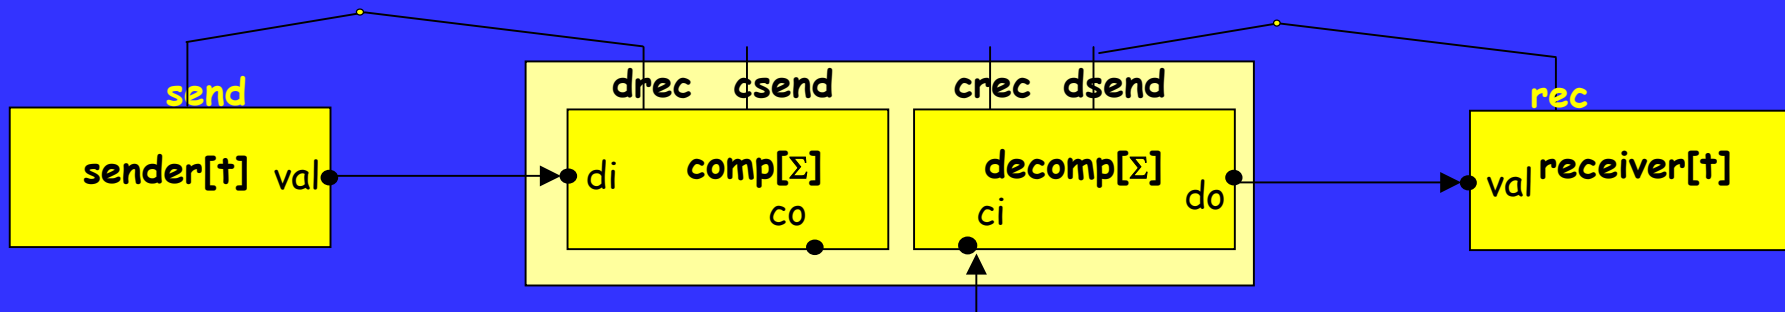 drec csend crec dsend
send rec
sender[t] val di comp[Σ] decomp[Σ] do val receiver[t]
co ci